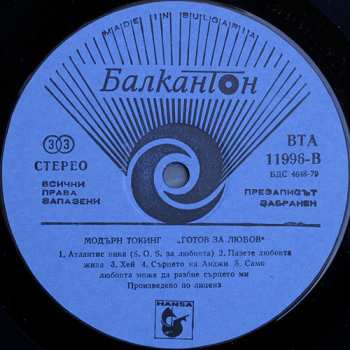 MADE IN BULGARIA
Балкантон
33
СТЕРЕО
ВСИЧКИ
ПРАВА
ЗАПАЗЕНИ
ВТА
11996-В
БДС 4648-79
ПРЕЗАПИСЪТ
ЗАБРАНЕН
МОДЪРН ТОКИНГ „ГОТОВ ЗА ЛЮБОВ"
1. Атлантис вика (S. O. S. за любовта) 2. Пазете любовта
жива 3. Хей 4. Сърцето на Анджи 5. Само
любовта може да разбие сърцето ми
Произведено по лиценз
HANSA